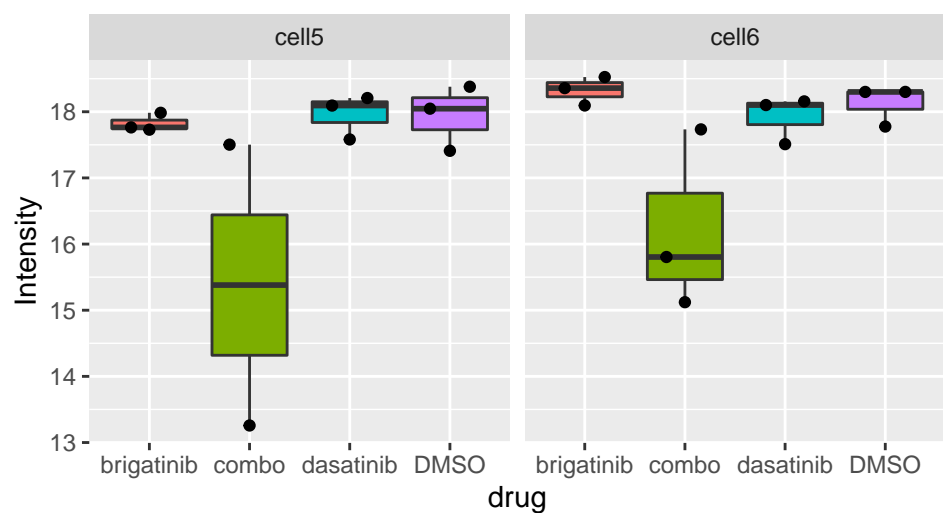 cell5 cell6
Intensity
18
17
16
15
14
13
brigatinib combo dasatinib DMSO brigatinib combo dasatinib DMSO
drug